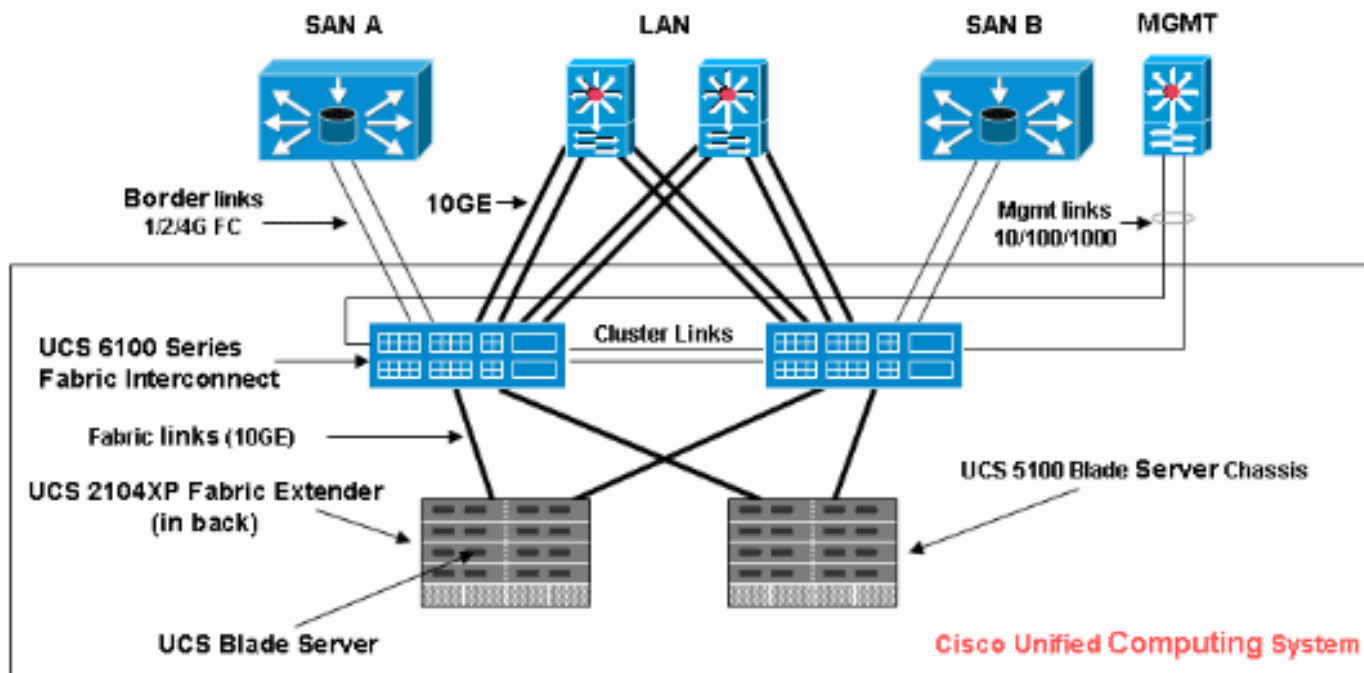 SAN A
LAN
SAN B
MGMT
Border links
1/2/4G FC
10GE
Mgmt links
10/100/1000
Cluster Links
UCS 6100 Series
Fabric Interconnect
Fabric links (10GE)
UCS 2104XP Fabric Extender
(in back)
UCS 5100 Blade Server Chassis
UCS Blade Server
Cisco Unified Computing System